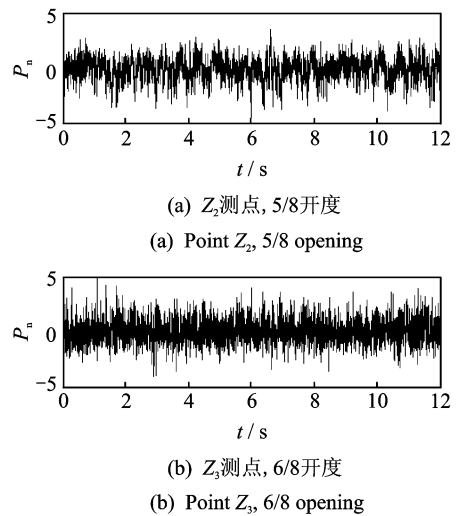 5
0
−5
Pn
0 2 4 6 8 10 12
t / s
(a) Z2测点, 5/8开度
(a) Point Z2, 5/8 opening
5
0
−5
Pn
0 2 4 6 8 10 12
t / s
(b) Z3测点, 6/8开度
(b) Point Z3, 6/8 opening